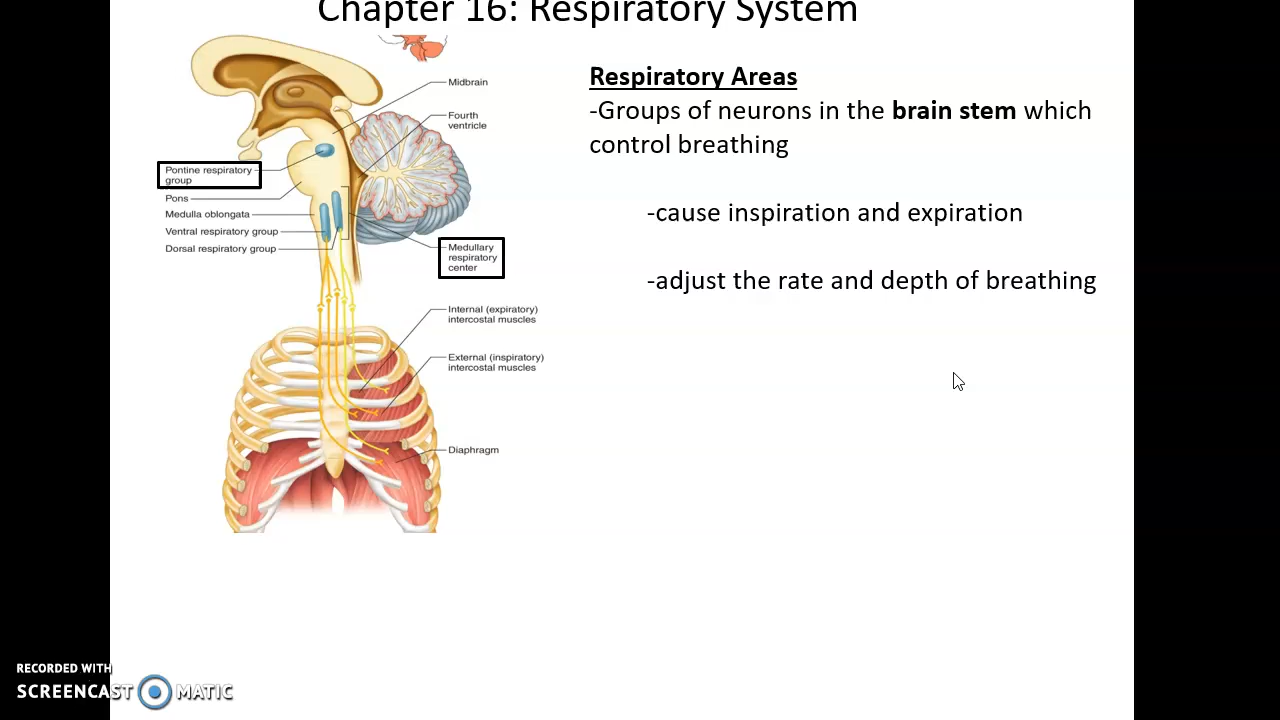 Chapter 16: Respiratory System
Respiratory Areas
-Groups of neurons in the brain stem which
control breathing
-cause inspiration and expiration
-adjust the rate and depth of breathing
Midbrain
Fourth
ventricle
Pontine respiratory
group
Pons
Medulla oblongata
Ventral respiratory group
Dorsal respiratory group
Medullary
respiratory
center
Internal (expiratory)
intercostal muscles
External (inspiratory)
intercostal muscles
Diaphragm
RECORDED WITH
SCREENCAST MATIC